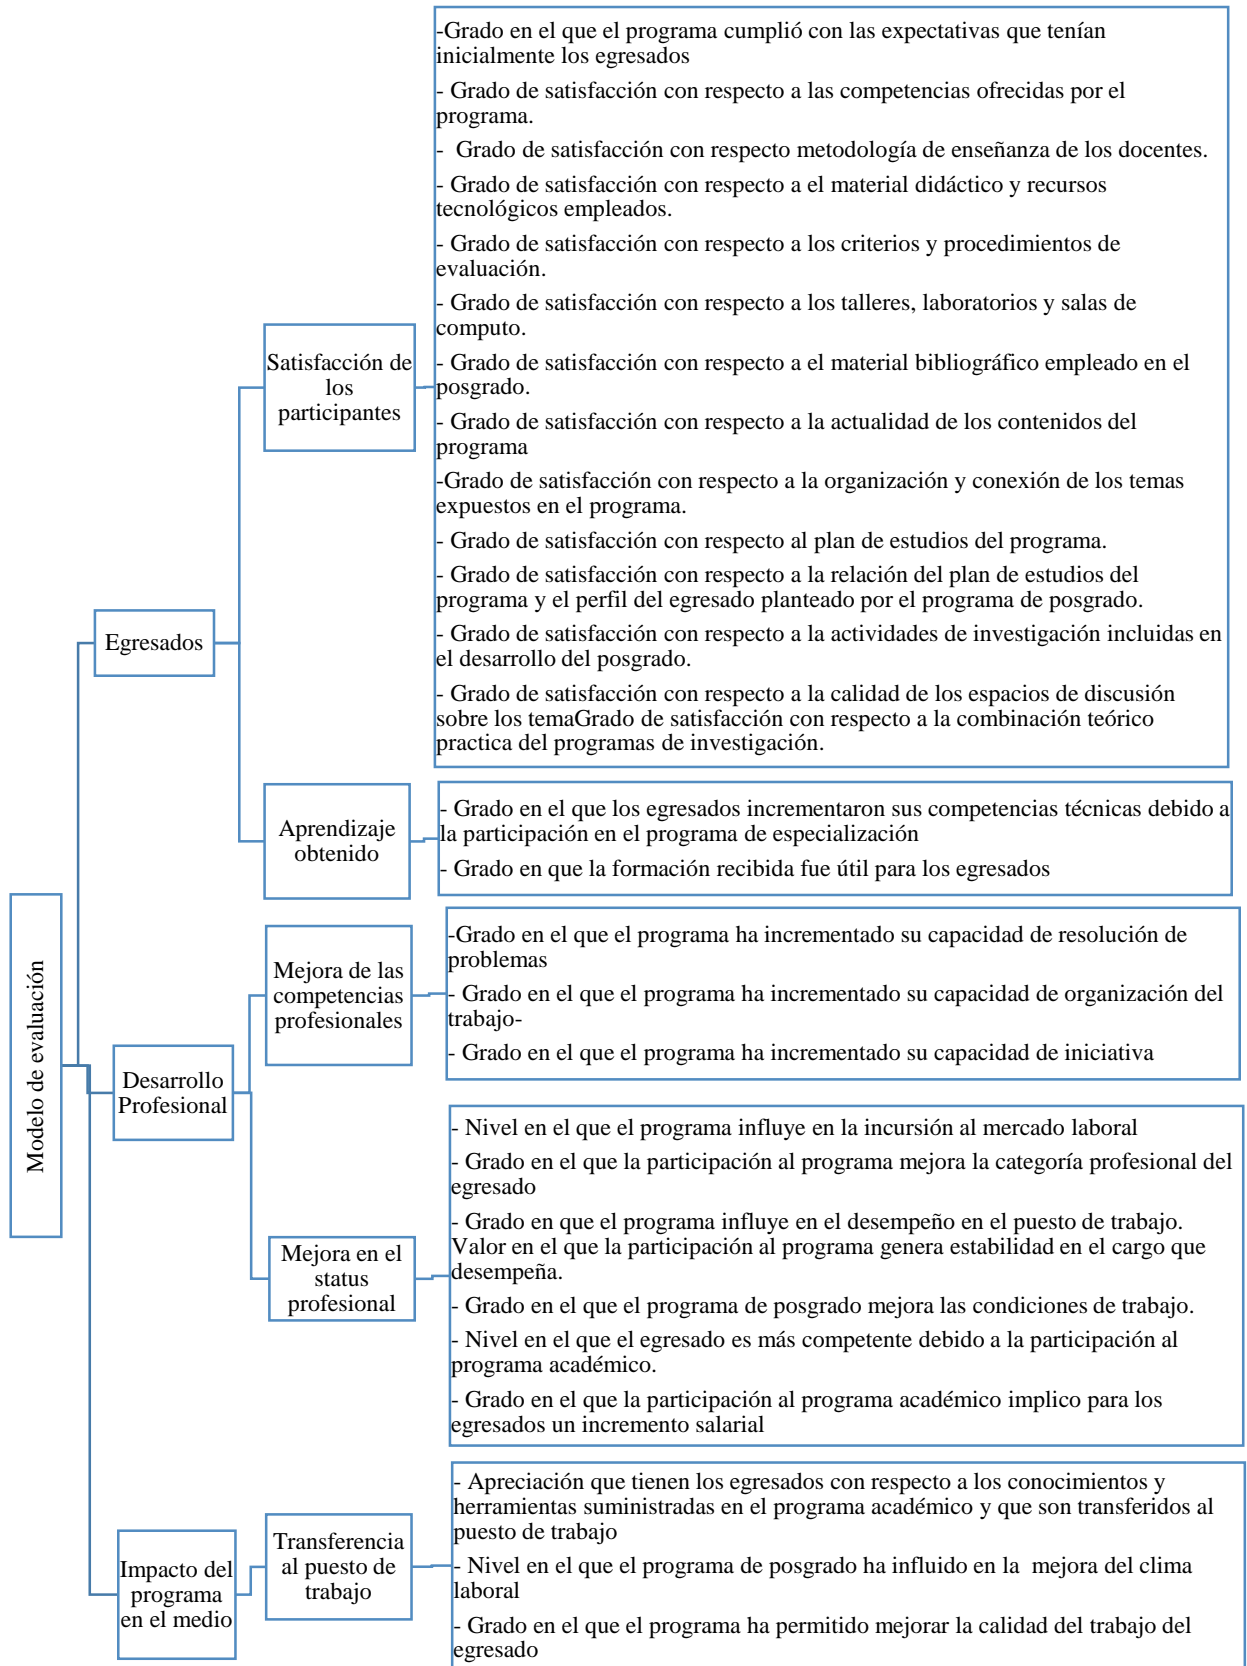 Modelo de evaluación
Egresados
Satisfacción de
los
participantes
-Grado en el que el programa cumplió con las expectativas que tenían
inicialmente los egresados
- Grado de satisfacción con respecto a las competencias ofrecidas por el
programa.
-  Grado de satisfacción con respecto metodología de enseñanza de los docentes.
- Grado de satisfacción con respecto a el material didáctico y recursos
tecnológicos empleados.
- Grado de satisfacción con respecto a los criterios y procedimientos de
evaluación.
- Grado de satisfacción con respecto a los talleres, laboratorios y salas de
computo.
- Grado de satisfacción con respecto a el material bibliográfico empleado en el
posgrado.
- Grado de satisfacción con respecto a la actualidad de los contenidos del
programa
-Grado de satisfacción con respecto a la organización y conexión de los temas
expuestos en el programa.
- Grado de satisfacción con respecto al plan de estudios del programa.
- Grado de satisfacción con respecto a la relación del plan de estudios del
programa y el perfil del egresado planteado por el programa de posgrado.
- Grado de satisfacción con respecto a la actividades de investigación incluidas en
el desarrollo del posgrado.
- Grado de satisfacción con respecto a la calidad de los espacios de discusión
sobre los temaGrado de satisfacción con respecto a la combinación teórico
practica del programas de investigación.
Aprendizaje
obtenido
- Grado en el que los egresados incrementaron sus competencias técnicas debido a
la participación en el programa de especialización
- Grado en que la formación recibida fue útil para los egresados
Desarrollo
Profesional
Mejora de las
competencias
profesionales
-Grado en el que el programa ha incrementado su capacidad de resolución de
problemas
- Grado en el que el programa ha incrementado su capacidad de organización del
trabajo-
- Grado en el que el programa ha incrementado su capacidad de iniciativa
Mejora en el
status
profesional
- Nivel en el que el programa influye en la incursión al mercado laboral
- Grado en el que la participación al programa mejora la categoría profesional del
egresado
- Grado en que el programa influye en el desempeño en el puesto de trabajo.
Valor en el que la participación al programa genera estabilidad en el cargo que
desempeña.
- Grado en el que el programa de posgrado mejora las condiciones de trabajo.
- Nivel en el que el egresado es más competente debido a la participación al
programa académico.
- Grado en el que la participación al programa académico implico para los
egresados un incremento salarial
Impacto del
programa
en el medio
Transferencia
al puesto de
trabajo
- Apreciación que tienen los egresados con respecto a los conocimientos y
herramientas suministradas en el programa académico y que son transferidos al
puesto de trabajo
- Nivel en el que el programa de posgrado ha influido en la  mejora del clima
laboral
- Grado en el que el programa ha permitido mejorar la calidad del trabajo del
egresado